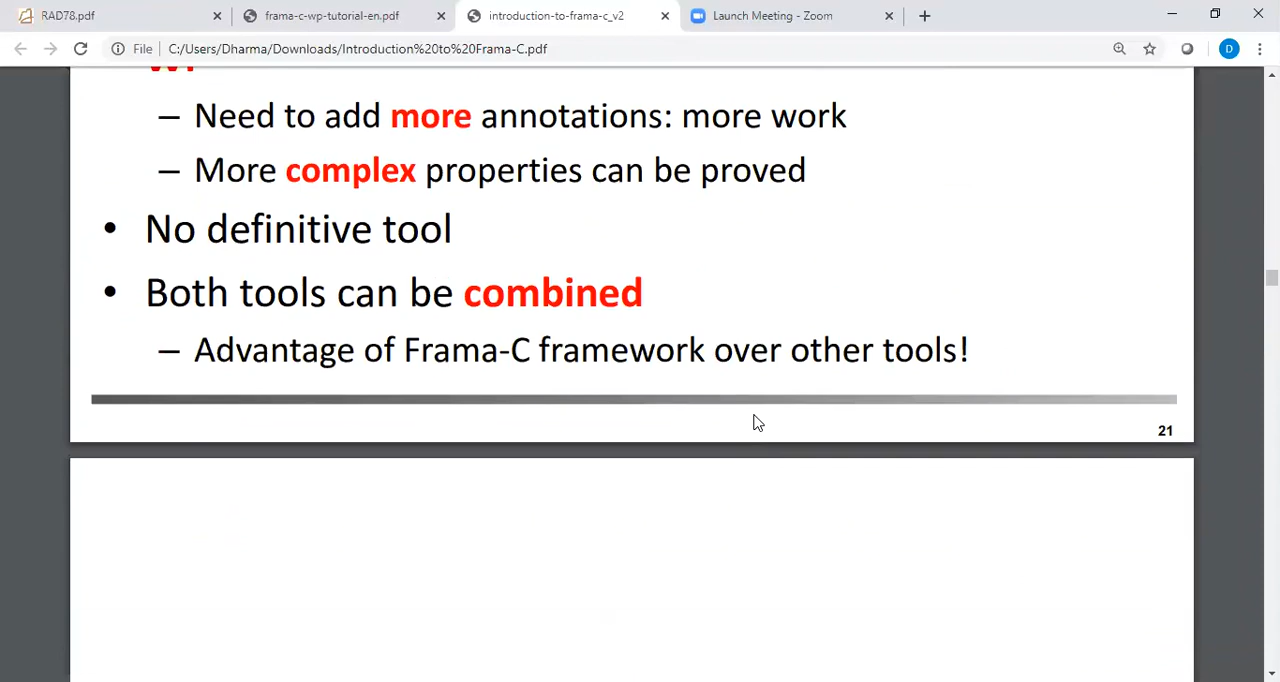 RAD78.pdf
frama-c-wp-tutorial-en.pdf
introduction-to-frama-c_v2
Launch Meeting - Zoom
File
C:/Users/Dharma/Downloads/Introduction%20to%20Frama-C.pdf
D
– Need to add more annotations: more work
– More complex properties can be proved
• No definitive tool
• Both tools can be combined
– Advantage of Frama-C framework over other tools!
21